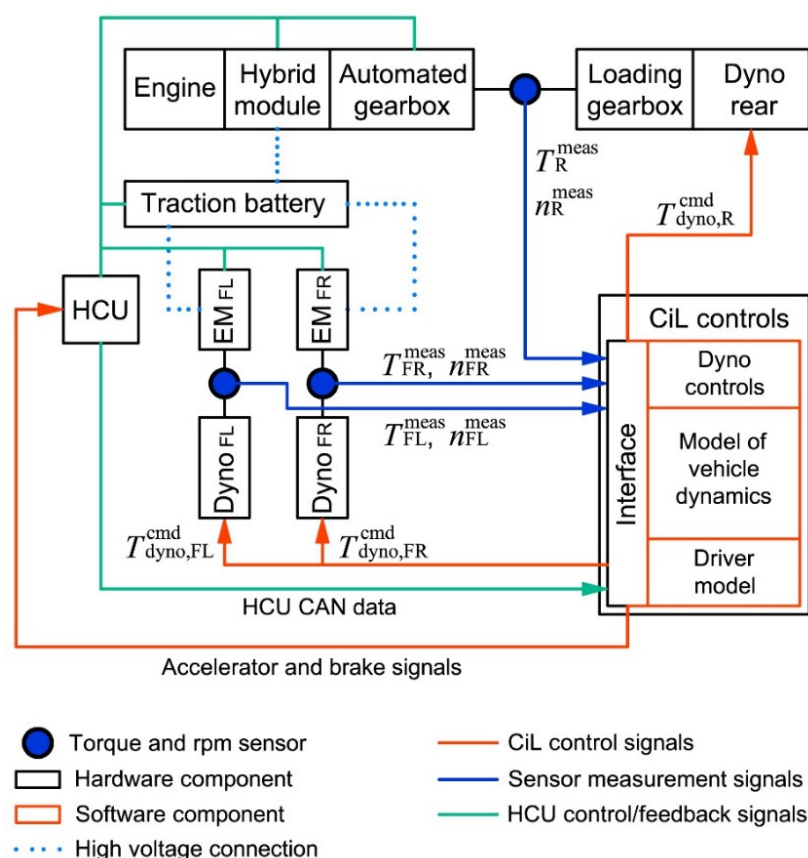 Engine
Hybrid
module
Automated
gearbox
Loading
gearbox
Dyno
rear
T_R^meas
n_R^meas
T_dyno,R^cmd
Traction battery
HCU
EM FL
EM FR
CiL controls
Interface
Dyno
controls
Model of
vehicle
dynamics
Driver
model
T_FR^meas, n_FR^meas
T_FL^meas, n_FL^meas
Dyno FL
Dyno FR
T_dyno,FL^cmd
T_dyno,FR^cmd
HCU CAN data
Accelerator and brake signals
Torque and rpm sensor
Hardware component
Software component
High voltage connection
CiL control signals
Sensor measurement signals
HCU control/feedback signals